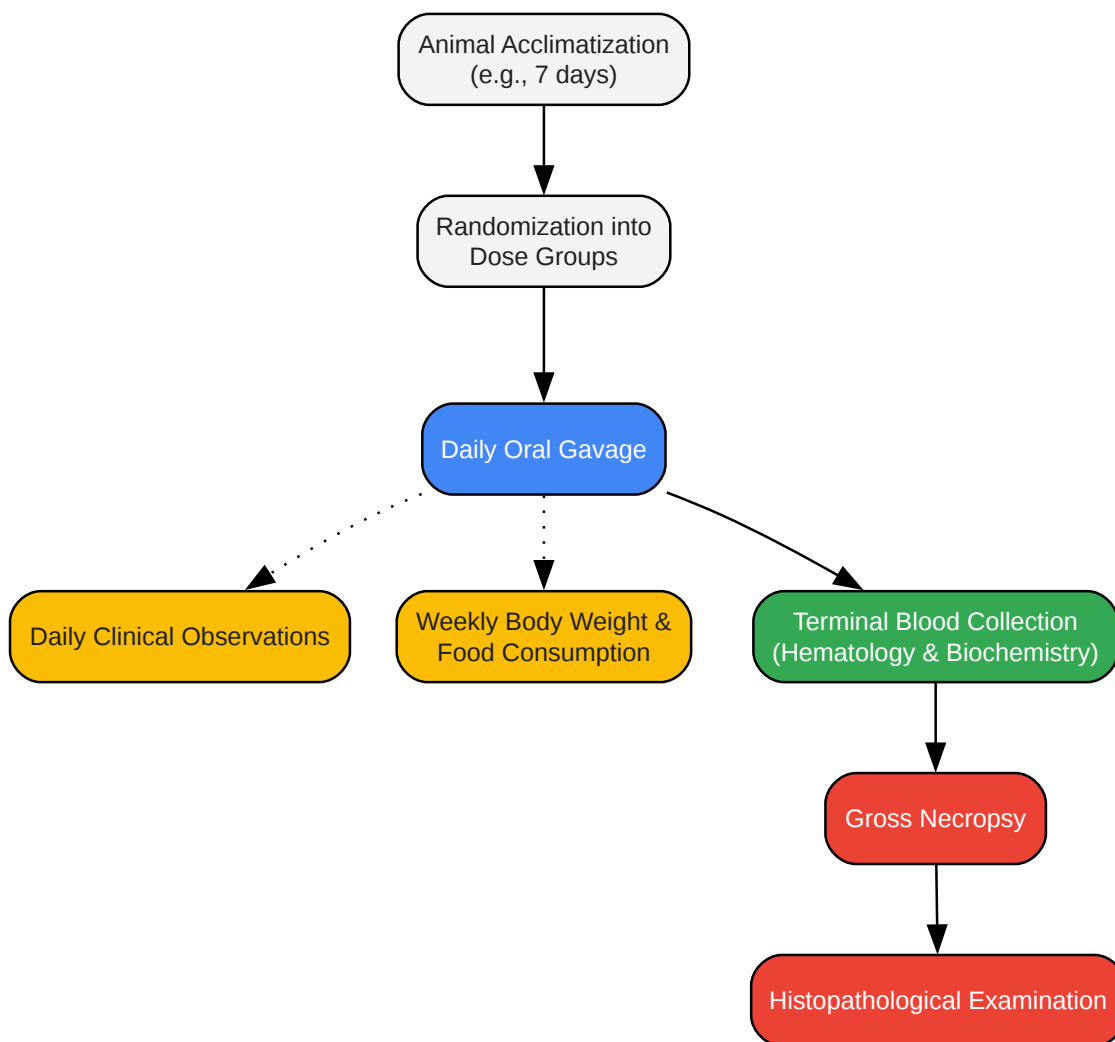 Animal Acclimatization
(e.g., 7 days)
Randomization into
Dose Groups
Daily Oral Gavage
Daily Clinical Observations
Weekly Body Weight &
Food Consumption
Terminal Blood Collection
(Hematology & Biochemistry)
Gross Necropsy
Histopathological Examination